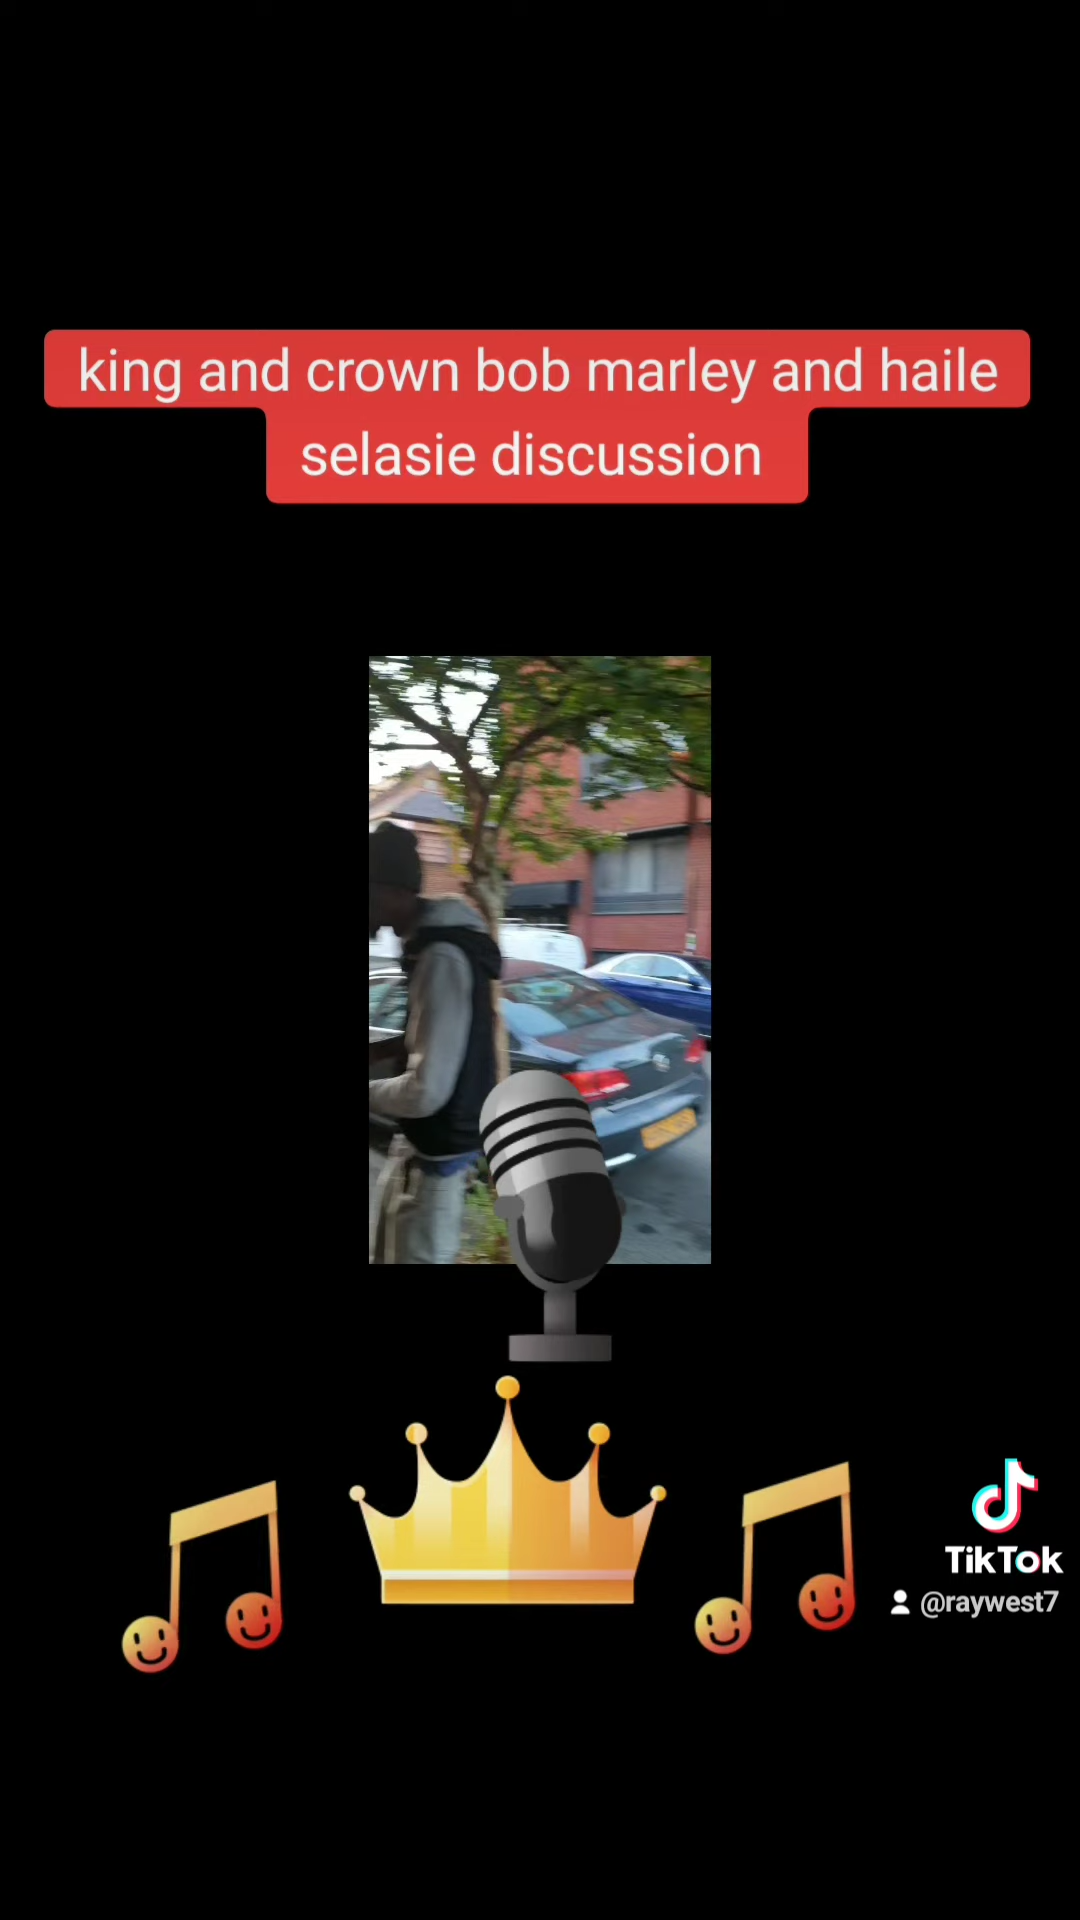 king and crown bob marley and haile
selasie discussion
TikTok
@raywest7